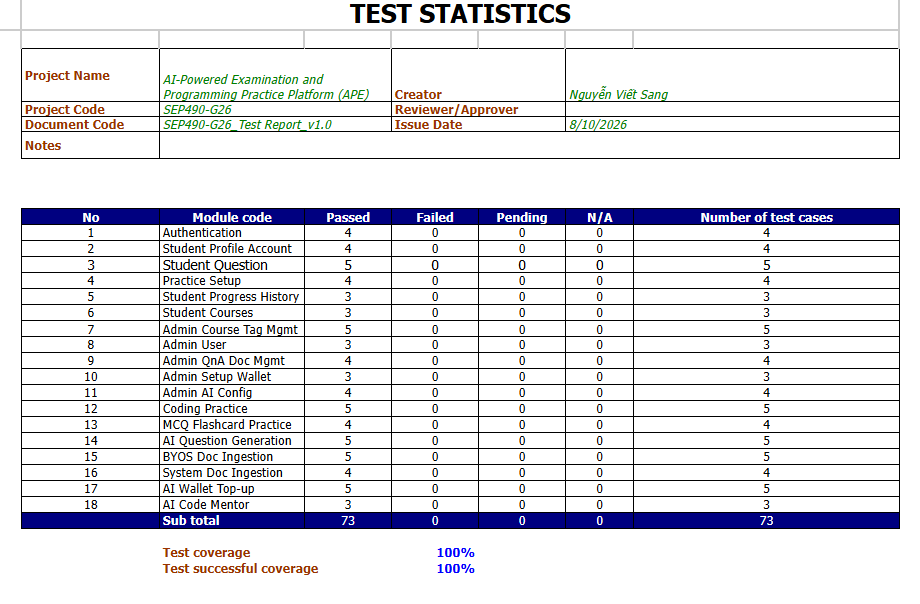 TEST STATISTICS
Project Name AI-Powered Examination and
Programming Practice Platform (APE) Creator Nguyễn Viết Sang
Project Code SEP490-G26 Reviewer/Approver
Document Code SEP490-G26_Test Report_v1.0 Issue Date 8/10/2026
Notes
No Module code Passed Failed Pending N/A Number of test cases
1 Authentication 4 0 0 0 4
2 Student Profile Account 4 0 0 0 4
3 Student Question 5 0 0 0 5
4 Practice Setup 4 0 0 0 4
5 Student Progress History 3 0 0 0 3
6 Student Courses 3 0 0 0 3
7 Admin Course Tag Mgmt 5 0 0 0 5
8 Admin User 3 0 0 0 3
9 Admin QnA Doc Mgmt 4 0 0 0 4
10 Admin Setup Wallet 3 0 0 0 3
11 Admin AI Config 4 0 0 0 4
12 Coding Practice 5 0 0 0 5
13 MCQ Flashcard Practice 4 0 0 0 4
14 AI Question Generation 5 0 0 0 5
15 BYOS Doc Ingestion 5 0 0 0 5
16 System Doc Ingestion 4 0 0 0 4
17 AI Wallet Top-up 5 0 0 0 5
18 AI Code Mentor 3 0 0 0 3
Sub total 73 0 0 0 73
Test coverage 100%
Test successful coverage 100%